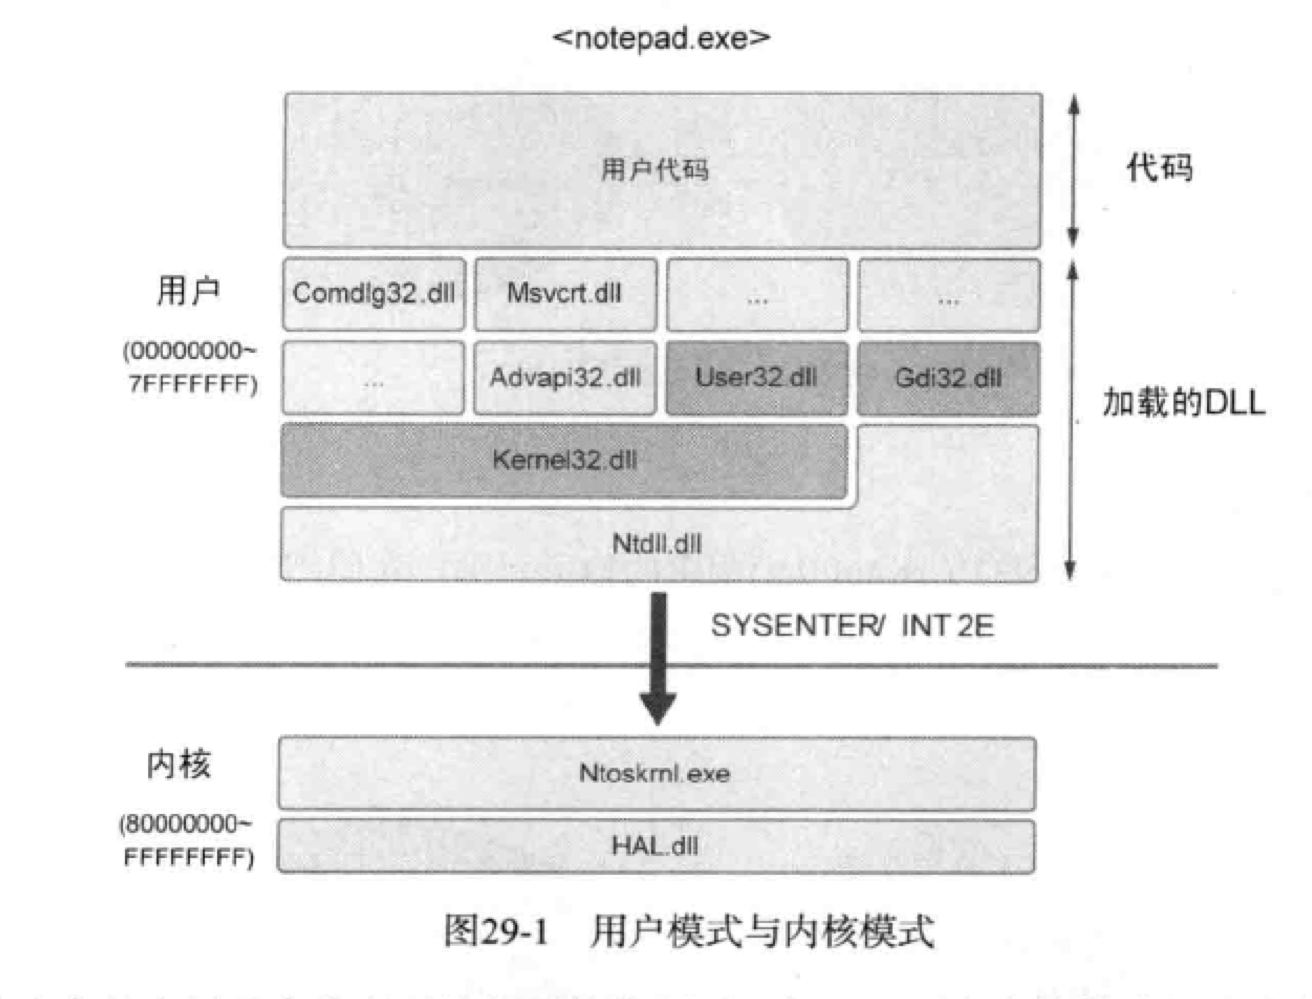 <notepad.exe>
用户代码
代码
用户
(00000000~
7FFFFFFF)
Comdlg32.dll
Msvcrt.dll
...
...
...
Advapi32.dll
User32.dll
Gdi32.dll
加载的DLL
Kernel32.dll
Ntdll.dll
SYSENTER/ INT 2E
内核
(80000000~
FFFFFFFF)
Ntoskrnl.exe
HAL.dll
图29-1 用户模式与内核模式